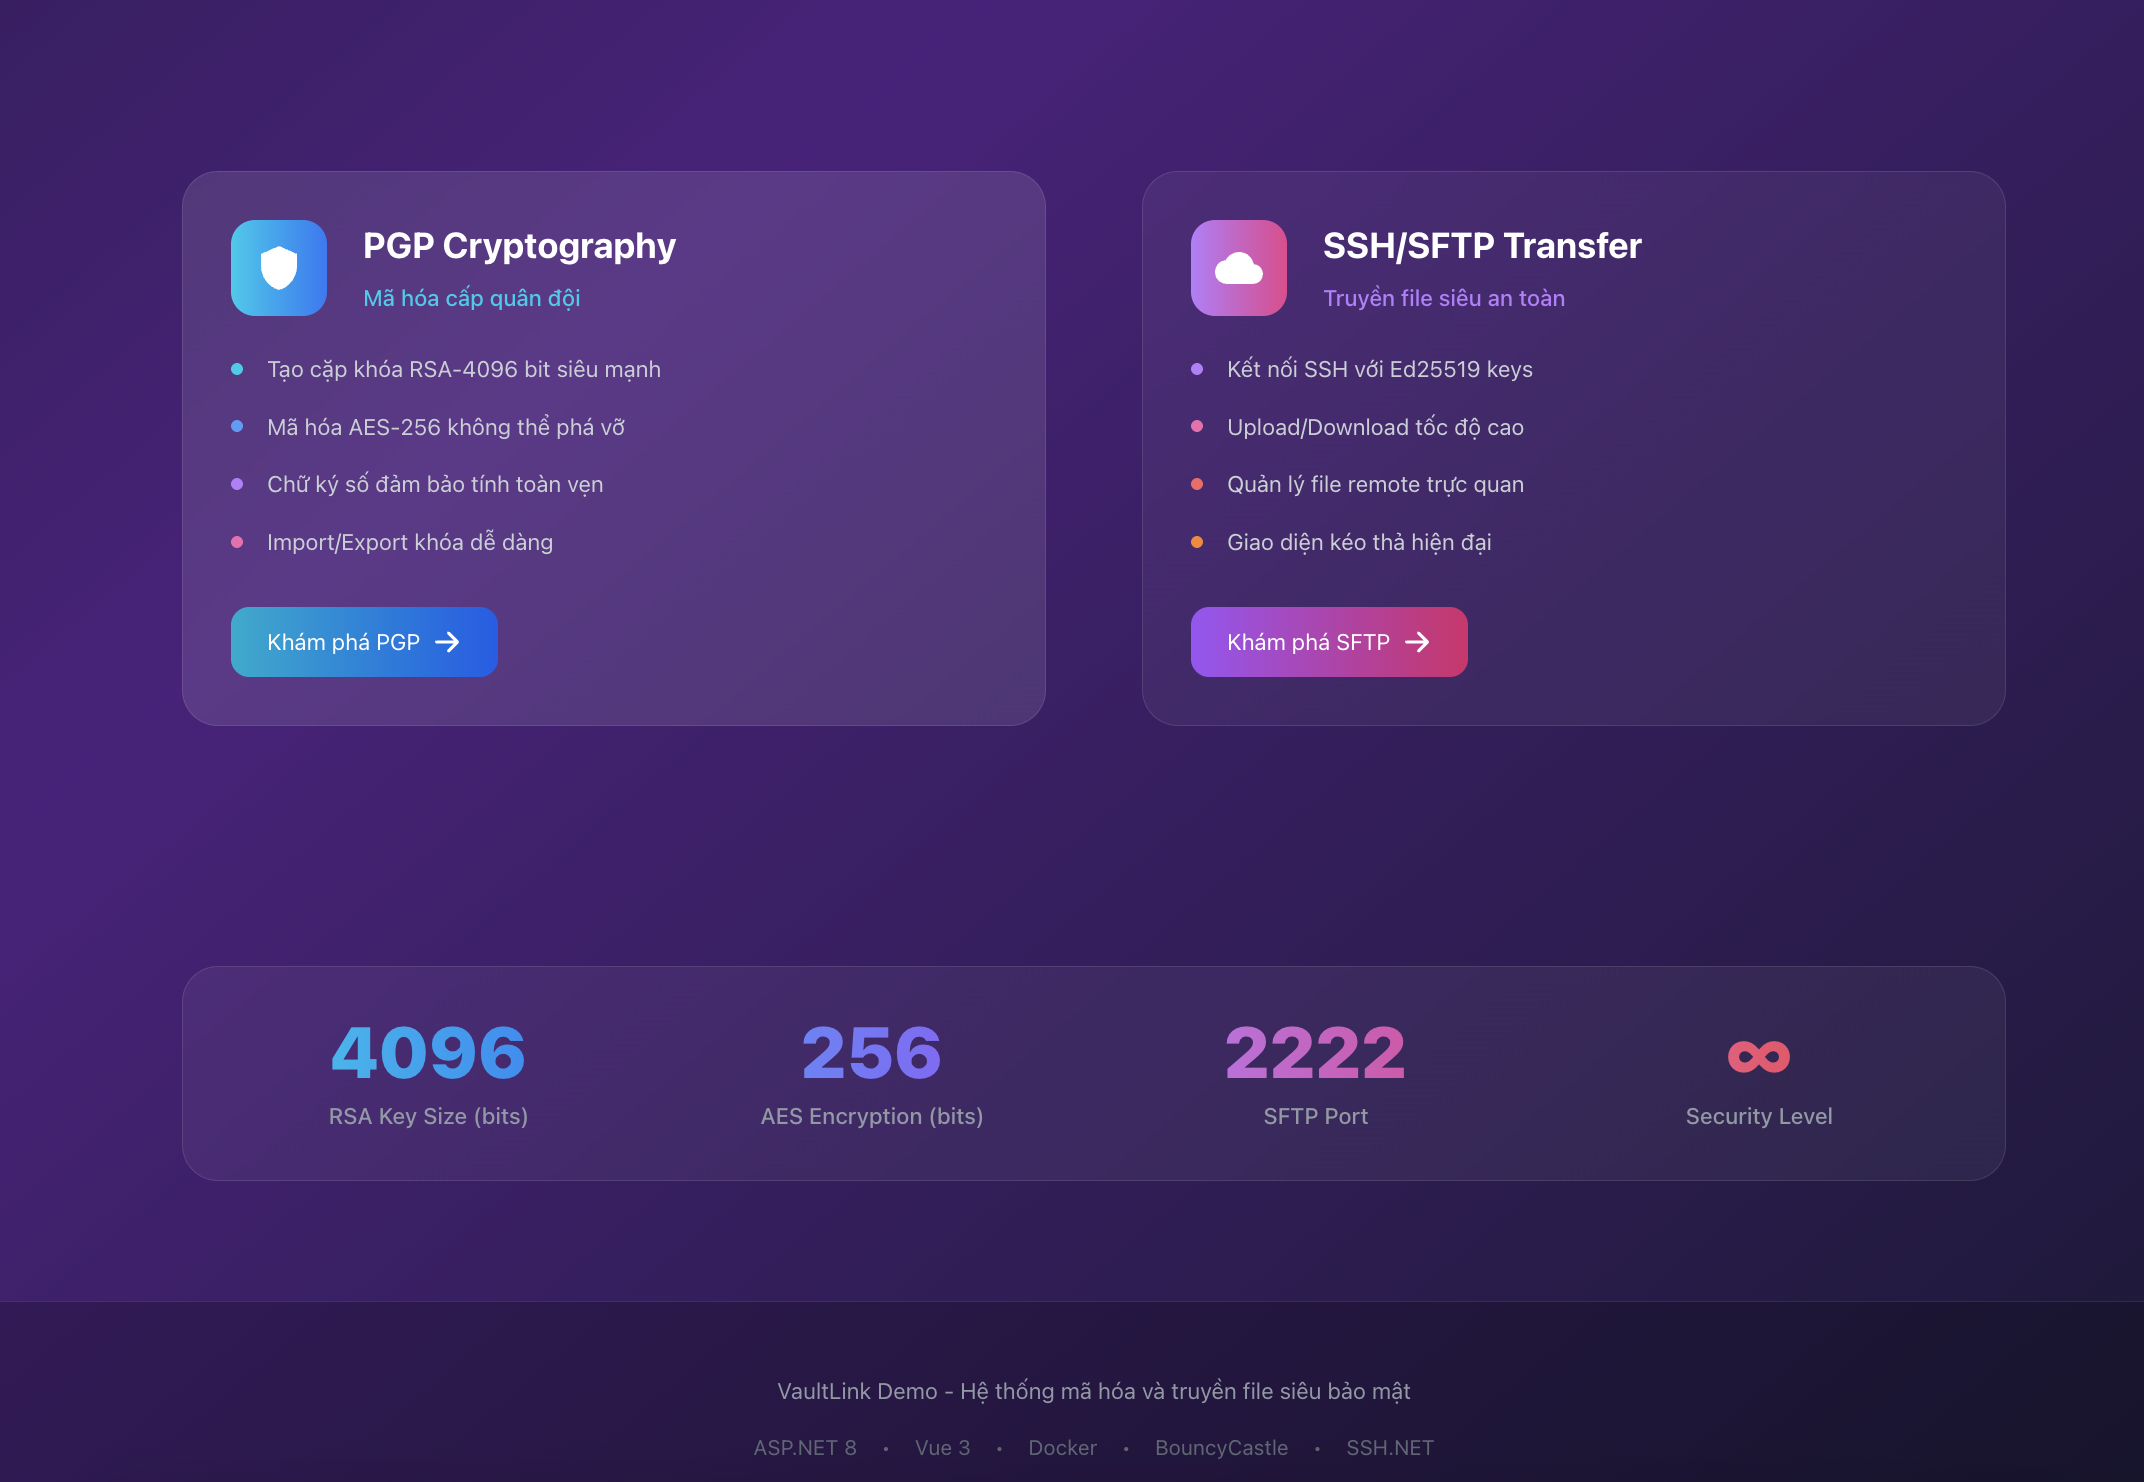 PGP Cryptography
Mã hóa cấp quân đội
Tạo cặp khóa RSA-4096 bit siêu mạnh
Mã hóa AES-256 không thể phá vỡ
Chữ ký số đảm bảo tính toàn vẹn
Import/Export khóa dễ dàng
Khám phá PGP →
SSH/SFTP Transfer
Truyền file siêu an toàn
Kết nối SSH với Ed25519 keys
Upload/Download tốc độ cao
Quản lý file remote trực quan
Giao diện kéo thả hiện đại
Khám phá SFTP →
4096
RSA Key Size (bits)
256
AES Encryption (bits)
2222
SFTP Port
∞
Security Level
VaultLink Demo - Hệ thống mã hóa và truyền file siêu bảo mật
ASP.NET 8 • Vue 3 • Docker • BouncyCastle • SSH.NET